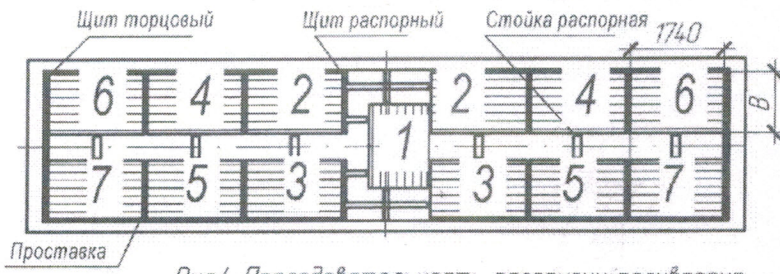 Щит торцовый Щит распорный Стойка распорная 1740
6 4 2 2 4 6
В
1
7 5 3 3 5 7
Проставка